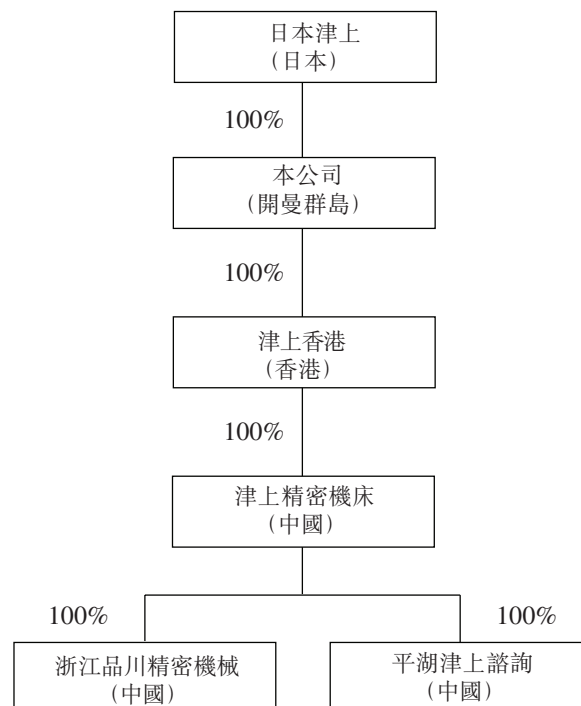 日本津上
(日本)
100%
本公司
(開曼群島)
100%
津上香港
(香港)
100%
津上精密機床
(中國)
100%
100%
浙江品川精密機械
(中國)
平湖津上諮詢
(中國)